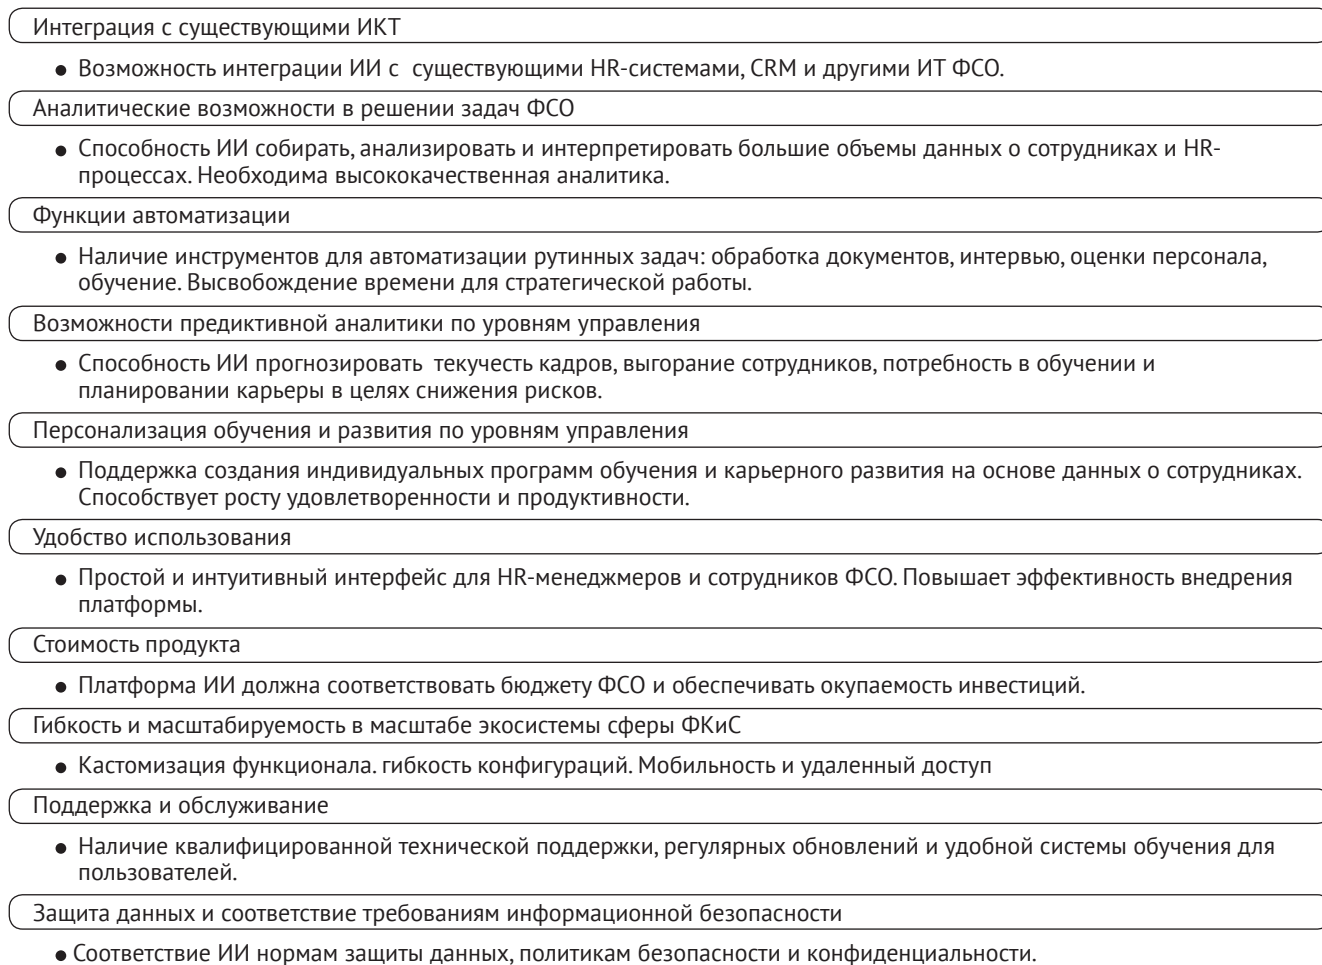 Интеграция с существующими ИКТ
● Возможность интеграции ИИ с существующими HR-системами, CRM и другими ИТ ФСО.
Аналитические возможности в решении задач ФСО
● Способность ИИ собирать, анализировать и интерпретировать большие объемы данных о сотрудниках и HR-
процессах. Необходима высококачественная аналитика.
Функции автоматизации
● Наличие инструментов для автоматизации рутинных задач: обработка документов, интервью, оценки персонала,
обучение. Высвобождение времени для стратегической работы.
Возможности предиктивной аналитики по уровням управления
● Способность ИИ прогнозировать текучесть кадров, выгорание сотрудников, потребность в обучении и
планировании карьеры в целях снижения рисков.
Персонализация обучения и развития по уровням управления
● Поддержка создания индивидуальных программ обучения и карьерного развития на основе данных о сотрудниках.
Способствует росту удовлетворенности и продуктивности.
Удобство использования
● Простой и интуитивный интерфейс для HR-менеджмеров и сотрудников ФСО. Повышает эффективность внедрения
платформы.
Стоимость продукта
● Платформа ИИ должна соответствовать бюджету ФСО и обеспечивать окупаемость инвестиций.
Гибкость и масштабируемость в масштабе экосистемы сферы ФКиС
● Кастомизация функционала. гибкость конфигураций. Мобильность и удаленный доступ
Поддержка и обслуживание
● Наличие квалифицированной технической поддержки, регулярных обновлений и удобной системы обучения для
пользователей.
Защита данных и соответствие требованиям информационной безопасности
● Соответствие ИИ нормам защиты данных, политикам безопасности и конфиденциальности.